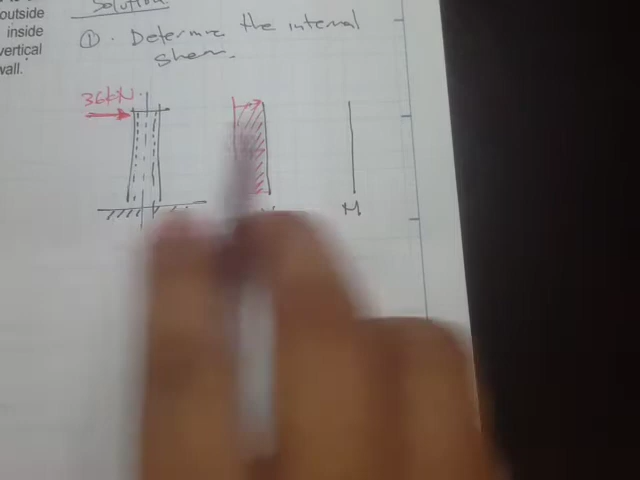 outside
inside
vertical
wall.
Solution.
①. Determine the internal
shear.
36kN.
M